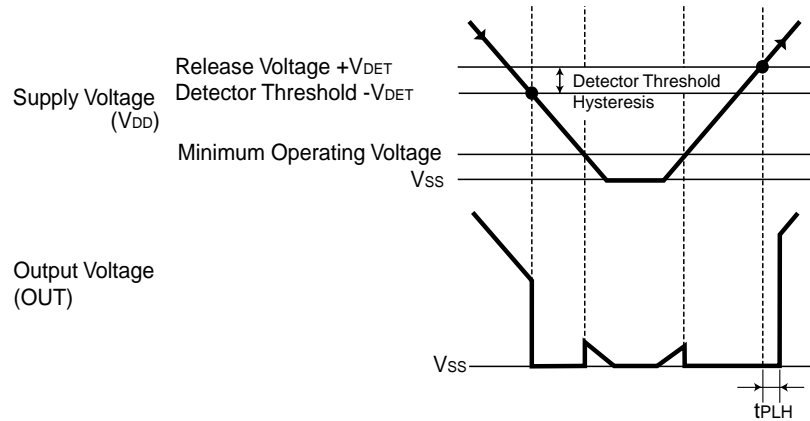 Release Voltage +VDET
Detector Threshold -VDET
Detector Threshold
Hysteresis
Supply Voltage
(VDD)
Minimum Operating Voltage
VSS
Output Voltage
(OUT)
VSS
tPLH